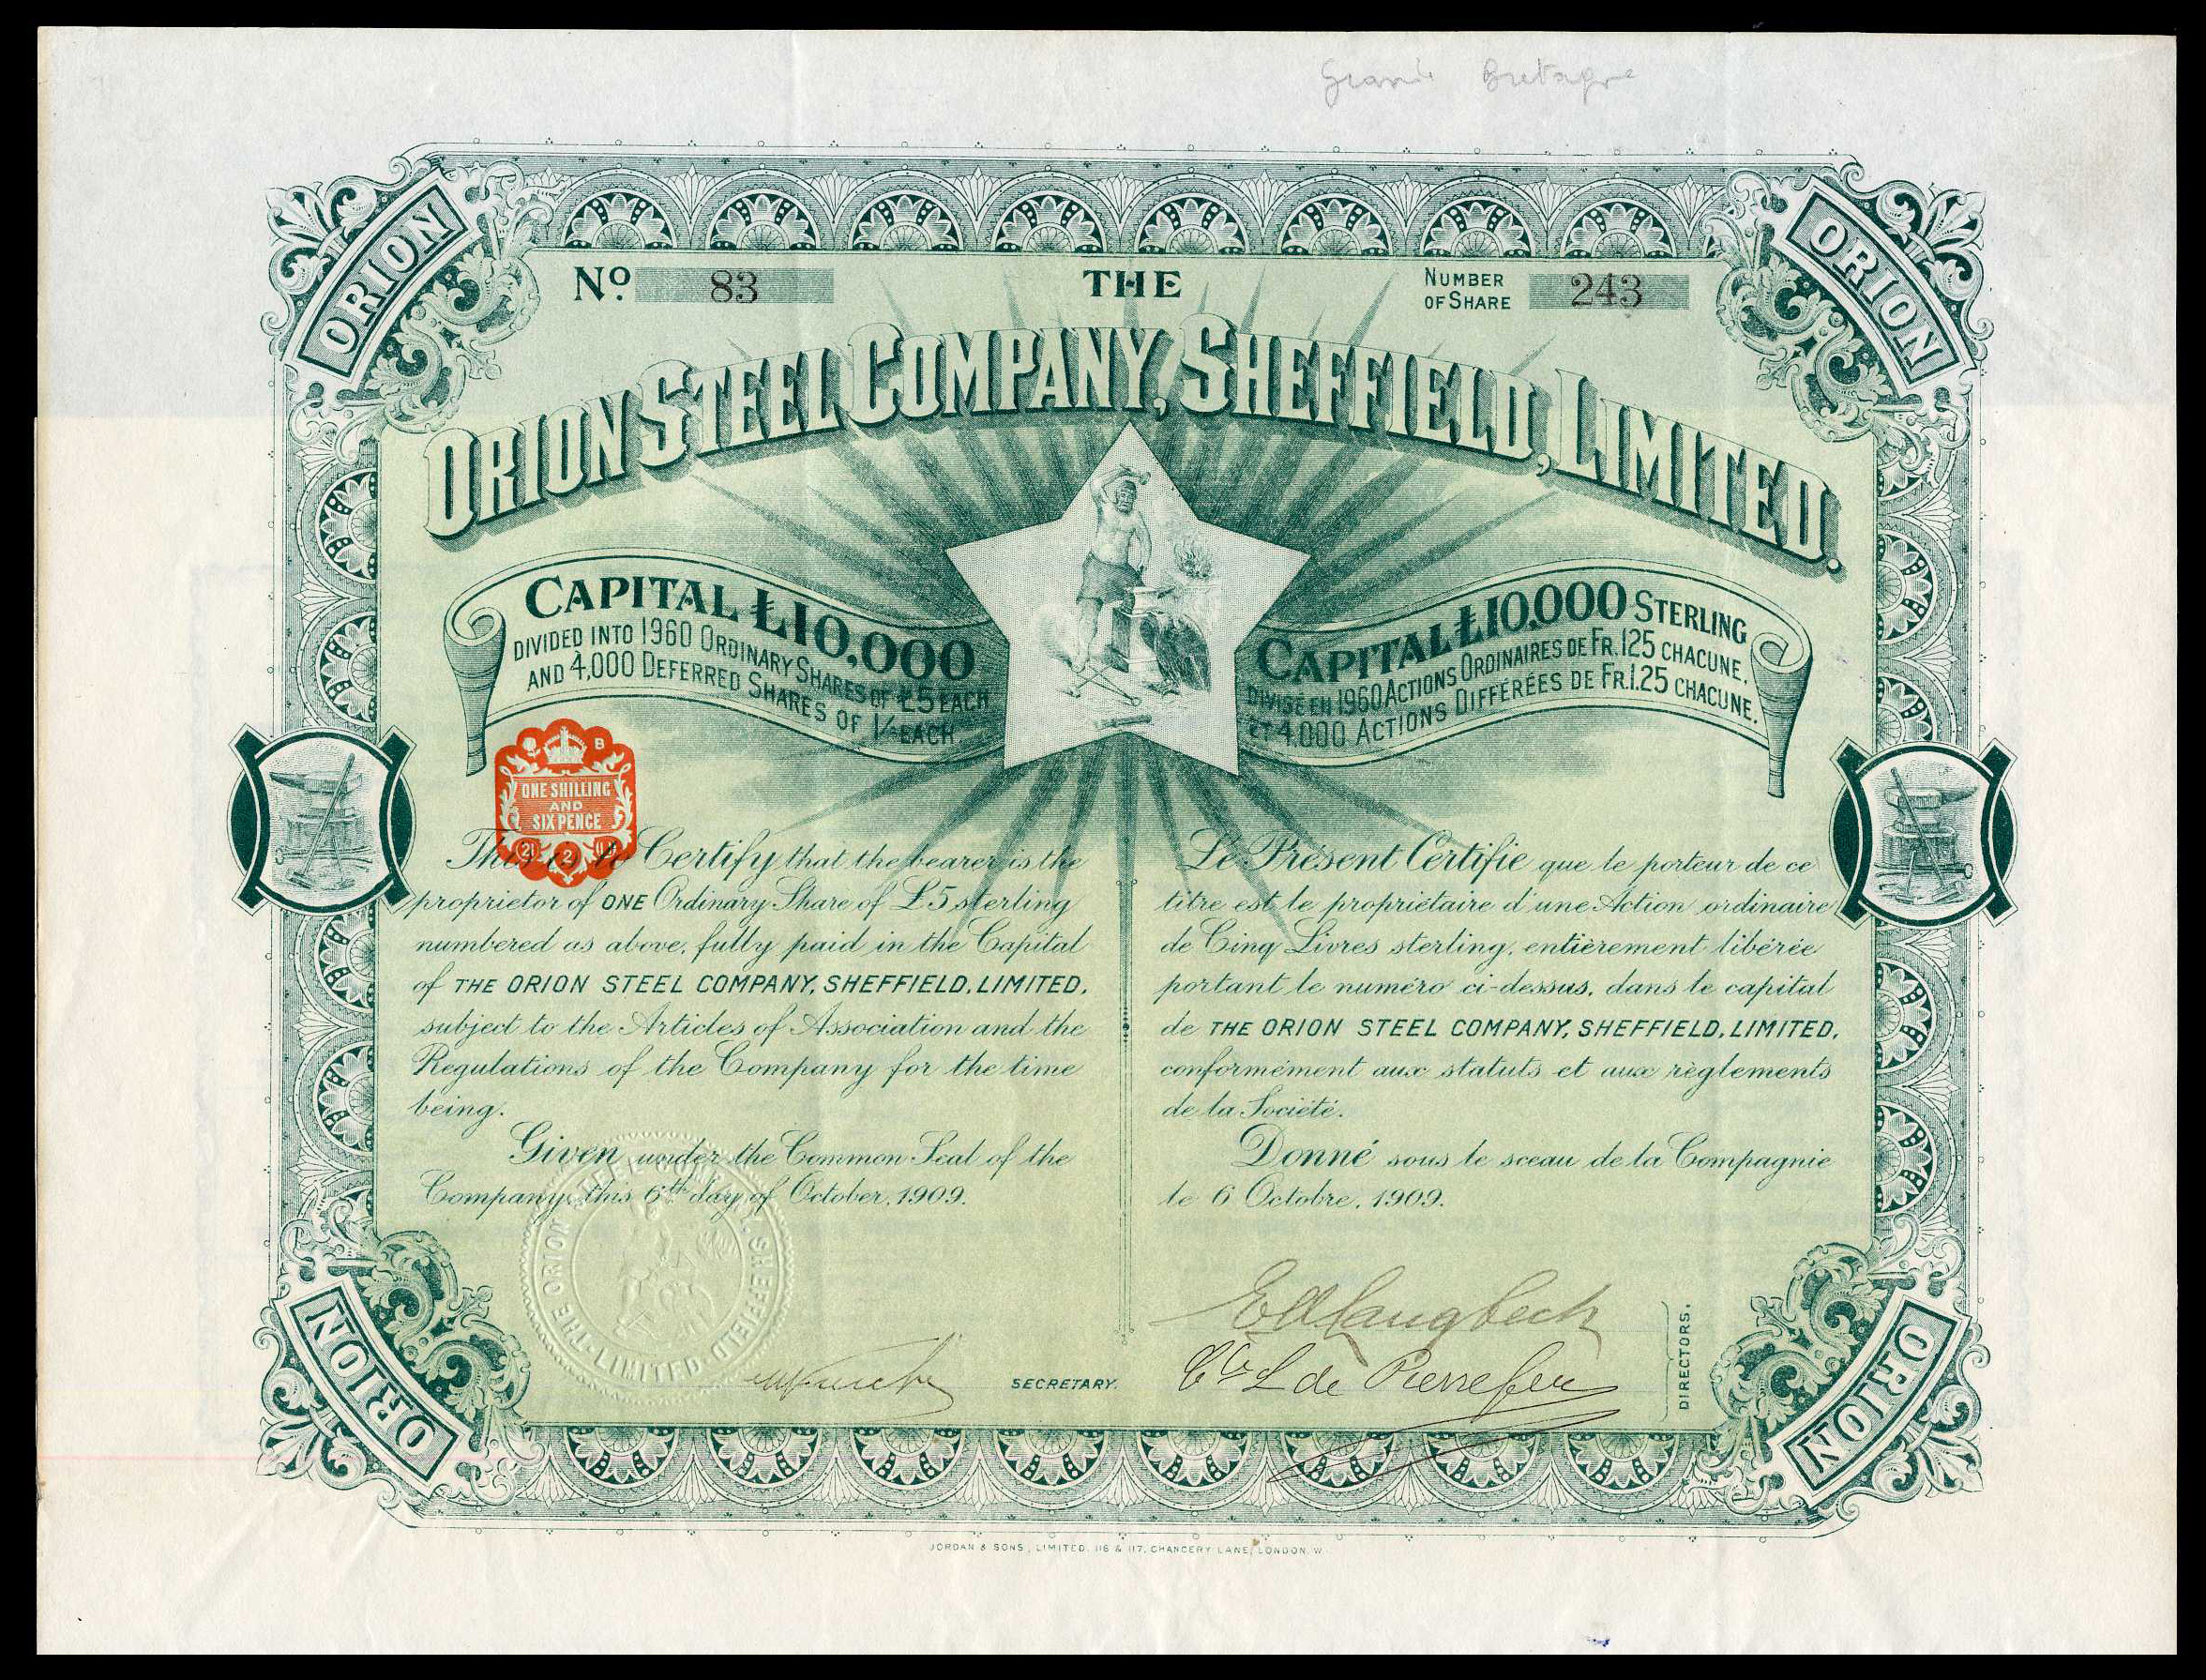 Grande Bretagne
ORION
ORION
No. 83
THE
NUMBER OF SHARE 243
ORION STEEL COMPANY, SHEFFIELD, LIMITED.
CAPITAL £10,000
DIVIDED INTO 1960 ORDINARY SHARES OF £5 EACH
AND 4,000 DEFERRED SHARES OF 1/- EACH
CAPITAL £10,000 STERLING
DIVISÉ EN 1960 ACTIONS ORDINAIRES DE FR. 125 CHACUNE.
ET 4,000 ACTIONS DIFFÉRÉES DE FR. 1.25 CHACUNE.
B
ONE SHILLING
AND
SIX PENCE
21 2
This is to Certify that the bearer is the
proprietor of ONE Ordinary Share of £5 sterling
numbered as above, fully paid in the Capital
of THE ORION STEEL COMPANY, SHEFFIELD, LIMITED,
subject to the Articles of Association and the
Regulations of the Company for the time
being.
Given under the Common Seal of the
Company, this 6th day of October, 1909.
Le Présent Certifie que le porteur de ce
titre est le propriétaire d'une Action ordinaire
de Cinq Livres sterling, entièrement libérée
portant le numéro ci-dessus, dans le capital
de THE ORION STEEL COMPANY, SHEFFIELD, LIMITED,
conformément aux statuts et aux règlements
de la Société.
Donné sous le sceau de la Compagnie
le 6 Octobre, 1909.
THE ORION STEEL COMPANY, SHEFFIELD, LIMITED
SECRETARY.
Langbeck
Cte L de Pierrefeu
DIRECTORS.
ORION
ORION
JORDAN & SONS, LIMITED, 116 & 117, CHANCERY LANE, LONDON, W.